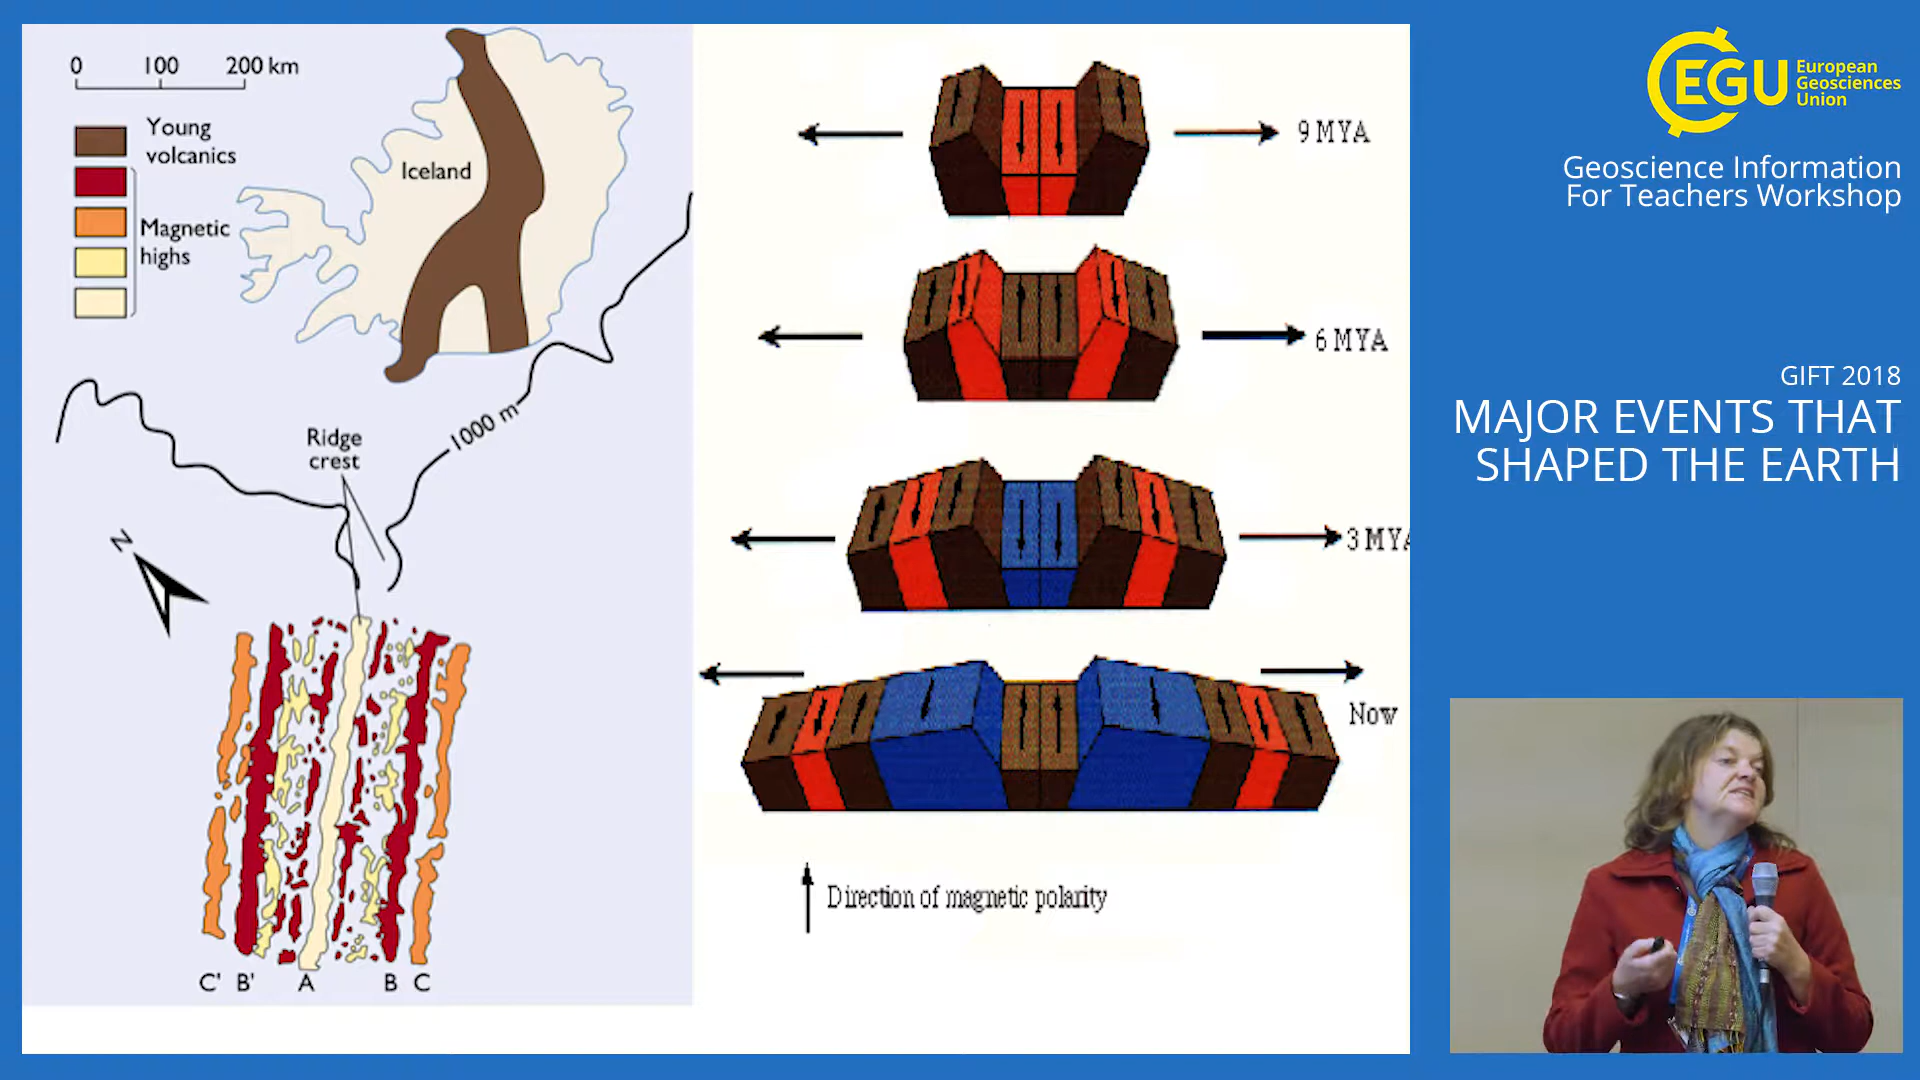 0 100 200 km
Young
volcanics
Magnetic
highs
Iceland
1000 m
Ridge
crest
N
C' B' A B C
9 MYA
6 MYA
3 MYA
Now
Direction of magnetic polarity
EGU
European
Geosciences
Union
Geoscience Information
For Teachers Workshop
GIFT 2018
MAJOR EVENTS THAT
SHAPED THE EARTH